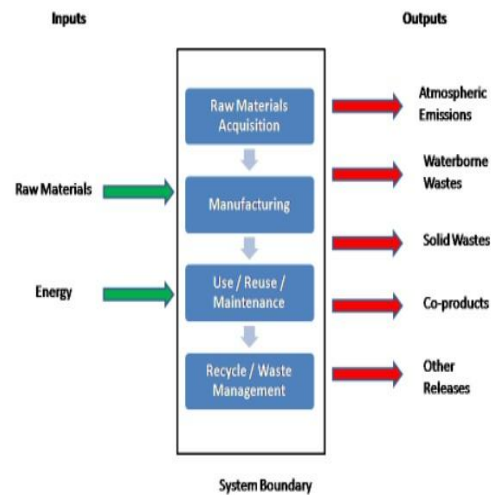 Inputs
Outputs
Raw Materials
Acquisition
Manufacturing
Use / Reuse /
Maintenance
Recycle / Waste
Management
Raw Materials
Energy
Atmospheric
Emissions
Waterborne
Wastes
Solid Wastes
Co-products
Other
Releases
System Boundary